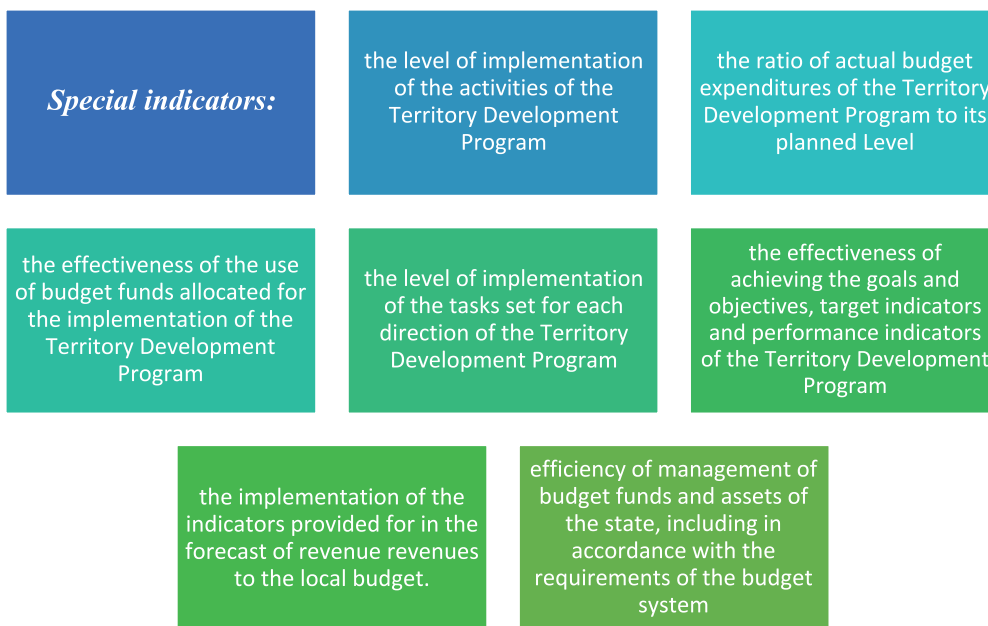 Special indicators:
the level of implementation
of the activities of the
Territory Development
Program
the ratio of actual budget
expenditures of the Territory
Development Program to its
planned Level
the effectiveness of the use
of budget funds allocated for
the implementation of the
Territory Development
Program
the level of implementation
of the tasks set for each
direction of the Territory
Development Program
the effectiveness of
achieving the goals and
objectives, target indicators
and performance indicators
of the Territory Development
Program
the implementation of the
indicators provided for in the
forecast of revenue revenues
to the local budget.
efficiency of management of
budget funds and assets of
the state, including in
accordance with the
requirements of the budget
system